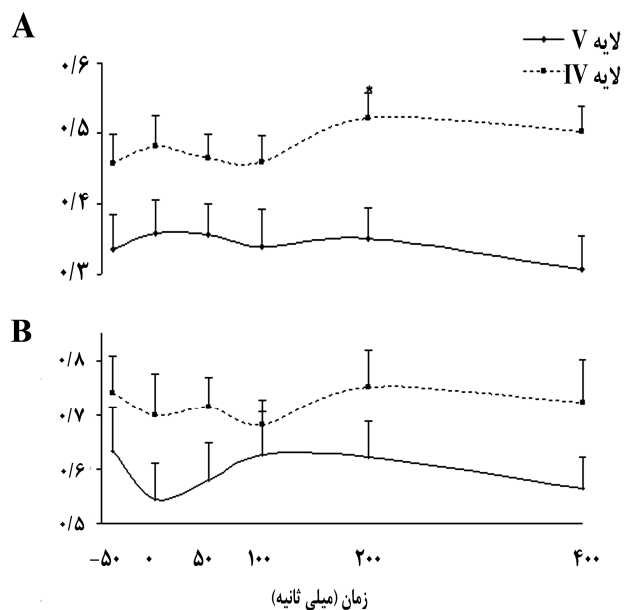 A
لایه V
لایه IV
۰/۶
*
۰/۵
۰/۴
۰/۳
B
۰/۸
۰/۷
۰/۶
۰/۵
-۵۰ ۰ ۵۰ ۱۰۰ ۲۰۰ ۴۰۰
زمان (میلی ثانیه)